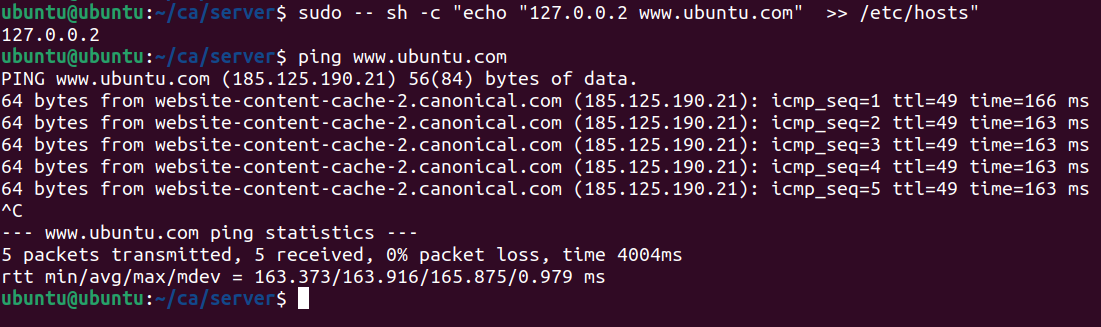 ubuntu@ubuntu:~/ca/server$ sudo -- sh -c "echo "127.0.0.2 www.ubuntu.com"  >> /etc/hosts"
127.0.0.2
ubuntu@ubuntu:~/ca/server$ ping www.ubuntu.com
PING www.ubuntu.com (185.125.190.21) 56(84) bytes of data.
64 bytes from website-content-cache-2.canonical.com (185.125.190.21): icmp_seq=1 ttl=49 time=166 ms
64 bytes from website-content-cache-2.canonical.com (185.125.190.21): icmp_seq=2 ttl=49 time=163 ms
64 bytes from website-content-cache-2.canonical.com (185.125.190.21): icmp_seq=3 ttl=49 time=163 ms
64 bytes from website-content-cache-2.canonical.com (185.125.190.21): icmp_seq=4 ttl=49 time=163 ms
64 bytes from website-content-cache-2.canonical.com (185.125.190.21): icmp_seq=5 ttl=49 time=163 ms
^C
--- www.ubuntu.com ping statistics ---
5 packets transmitted, 5 received, 0% packet loss, time 4004ms
rtt min/avg/max/mdev = 163.373/163.916/165.875/0.979 ms
ubuntu@ubuntu:~/ca/server$